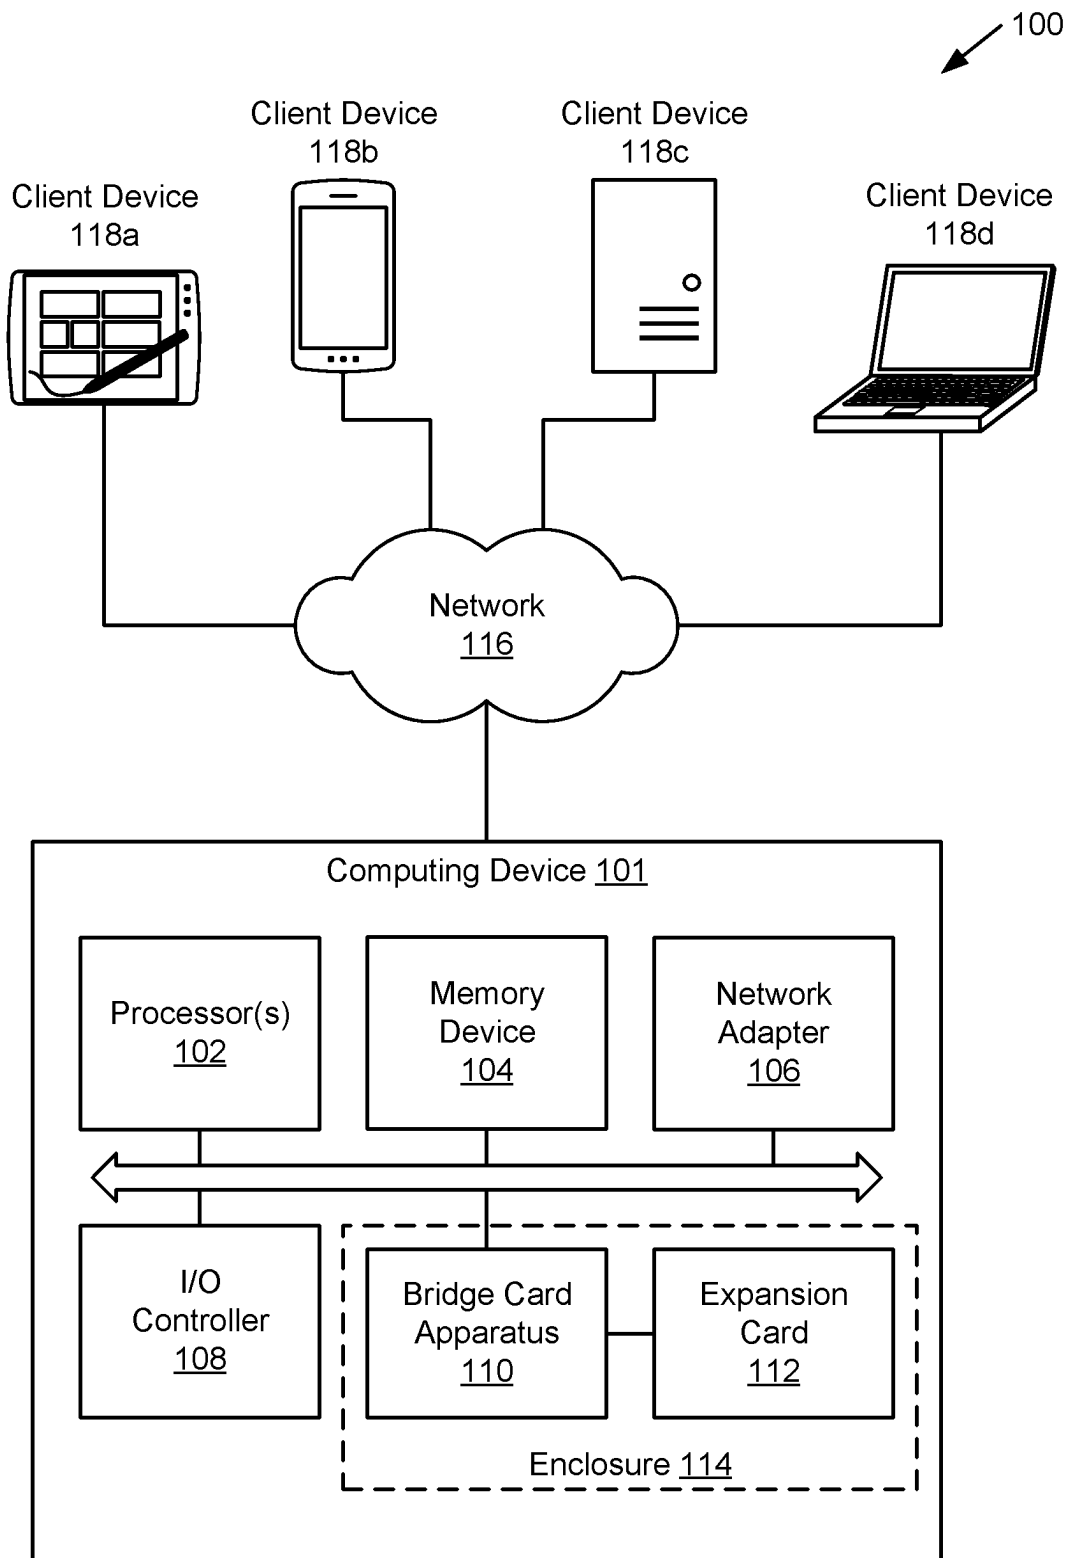 100
Client Device
118b
Client Device
118c
Client Device
118a
Client Device
118d
Network
116
Computing Device 101
Processor(s)
102
Memory
Device
104
Network
Adapter
106
I/O
Controller
108
Bridge Card
Apparatus
110
Expansion
Card
112
Enclosure 114